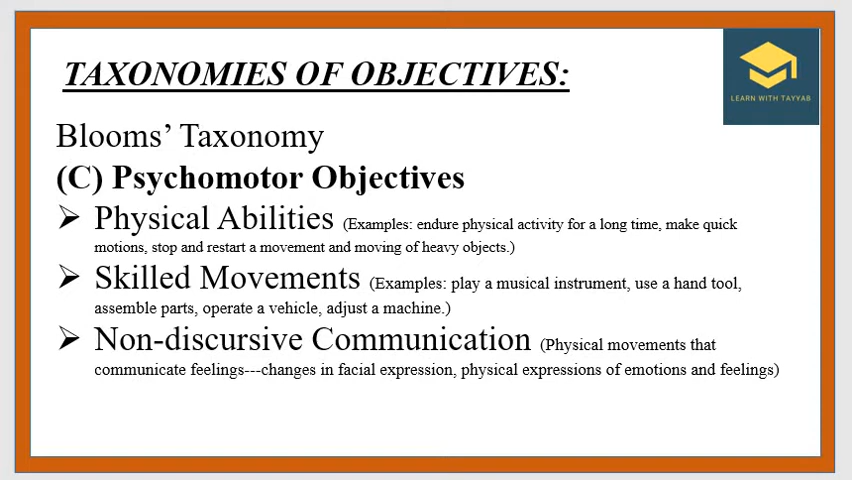 TAXONOMIES OF OBJECTIVES:
LEARN WITH TAYYAB
Blooms’ Taxonomy
(C) Psychomotor Objectives
➢ Physical Abilities (Examples: endure physical activity for a long time, make quick
motions, stop and restart a movement and moving of heavy objects.)
➢ Skilled Movements (Examples: play a musical instrument, use a hand tool,
assemble parts, operate a vehicle, adjust a machine.)
➢ Non-discursive Communication (Physical movements that
communicate feelings---changes in facial expression, physical expressions of emotions and feelings)